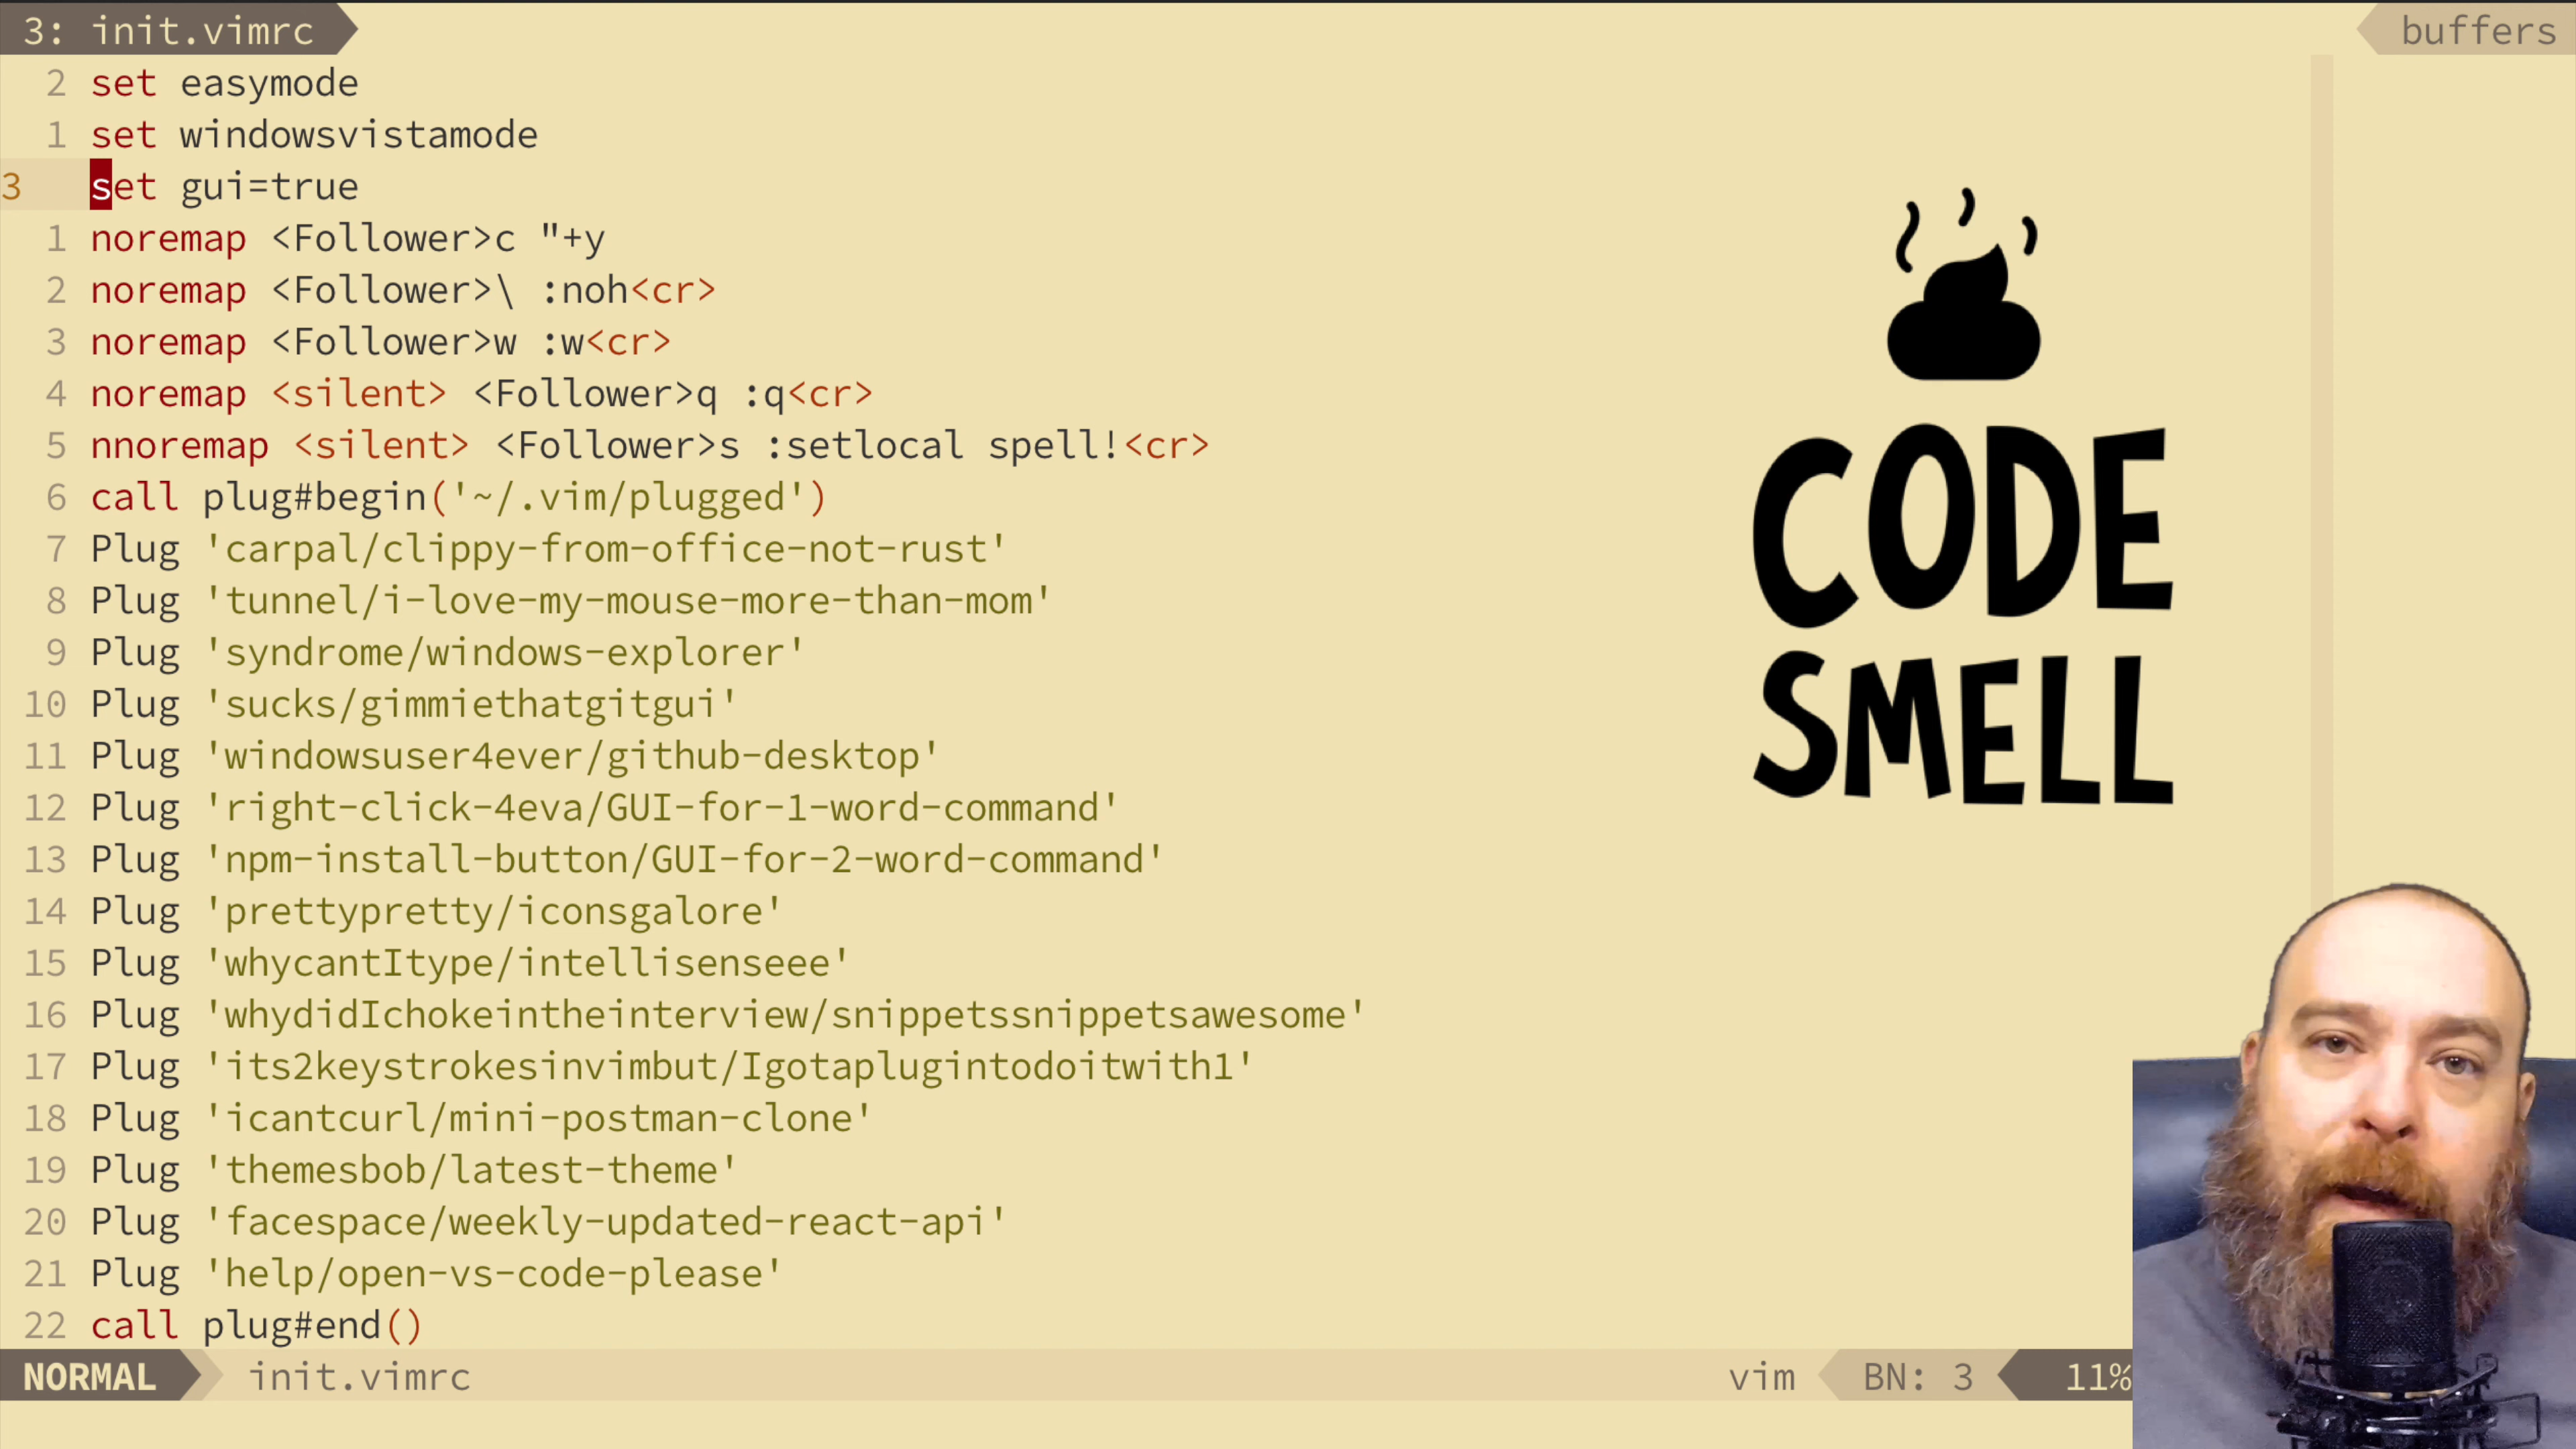 3: init.vimrc
buffers
2 set easymode
1 set windowsvistamode
3 set gui=true
1 noremap <Follower>c "+y
2 noremap <Follower>\ :noh<cr>
3 noremap <Follower>w :w<cr>
4 noremap <silent> <Follower>q :q<cr>
5 nnoremap <silent> <Follower>s :setlocal spell!<cr>
6 call plug#begin('~/.vim/plugged')
7 Plug 'carpal/clippy-from-office-not-rust'
8 Plug 'tunnel/i-love-my-mouse-more-than-mom'
9 Plug 'syndrome/windows-explorer'
10 Plug 'sucks/gimmiethatgitgui'
11 Plug 'windowsuser4ever/github-desktop'
12 Plug 'right-click-4eva/GUI-for-1-word-command'
13 Plug 'npm-install-button/GUI-for-2-word-command'
14 Plug 'prettypretty/iconsgalore'
15 Plug 'whycantItype/intellisenseee'
16 Plug 'whydidIchokeintheinterview/snippetssnippetsawesome'
17 Plug 'its2keystrokesinvimbut/Igotaplugintodoitwith1'
18 Plug 'icantcurl/mini-postman-clone'
19 Plug 'themesbob/latest-theme'
20 Plug 'facespace/weekly-updated-react-api'
21 Plug 'help/open-vs-code-please'
22 call plug#end()
CODE
SMELL
NORMAL init.vimrc
vim BN: 3 11%